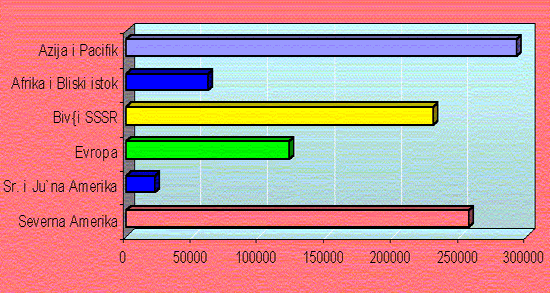 Azija i Pacifik
Afrika i Bliski istok
Biv{i SSSR
Evropa
Sr. i Ju`na Amerika
Severna Amerika
0 50000 100000 150000 200000 250000 300000